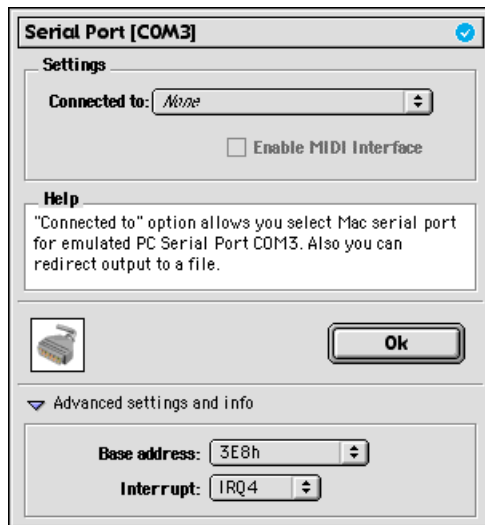 Serial Port [COM3]
Settings
Connected to: None
Enable MIDI Interface
Help
"Connected to" option allows you select Mac serial port
for emulated PC Serial Port COM3. Also you can
redirect output to a file.
Ok
Advanced settings and info
Base address: 3E8h
Interrupt: IRQ4